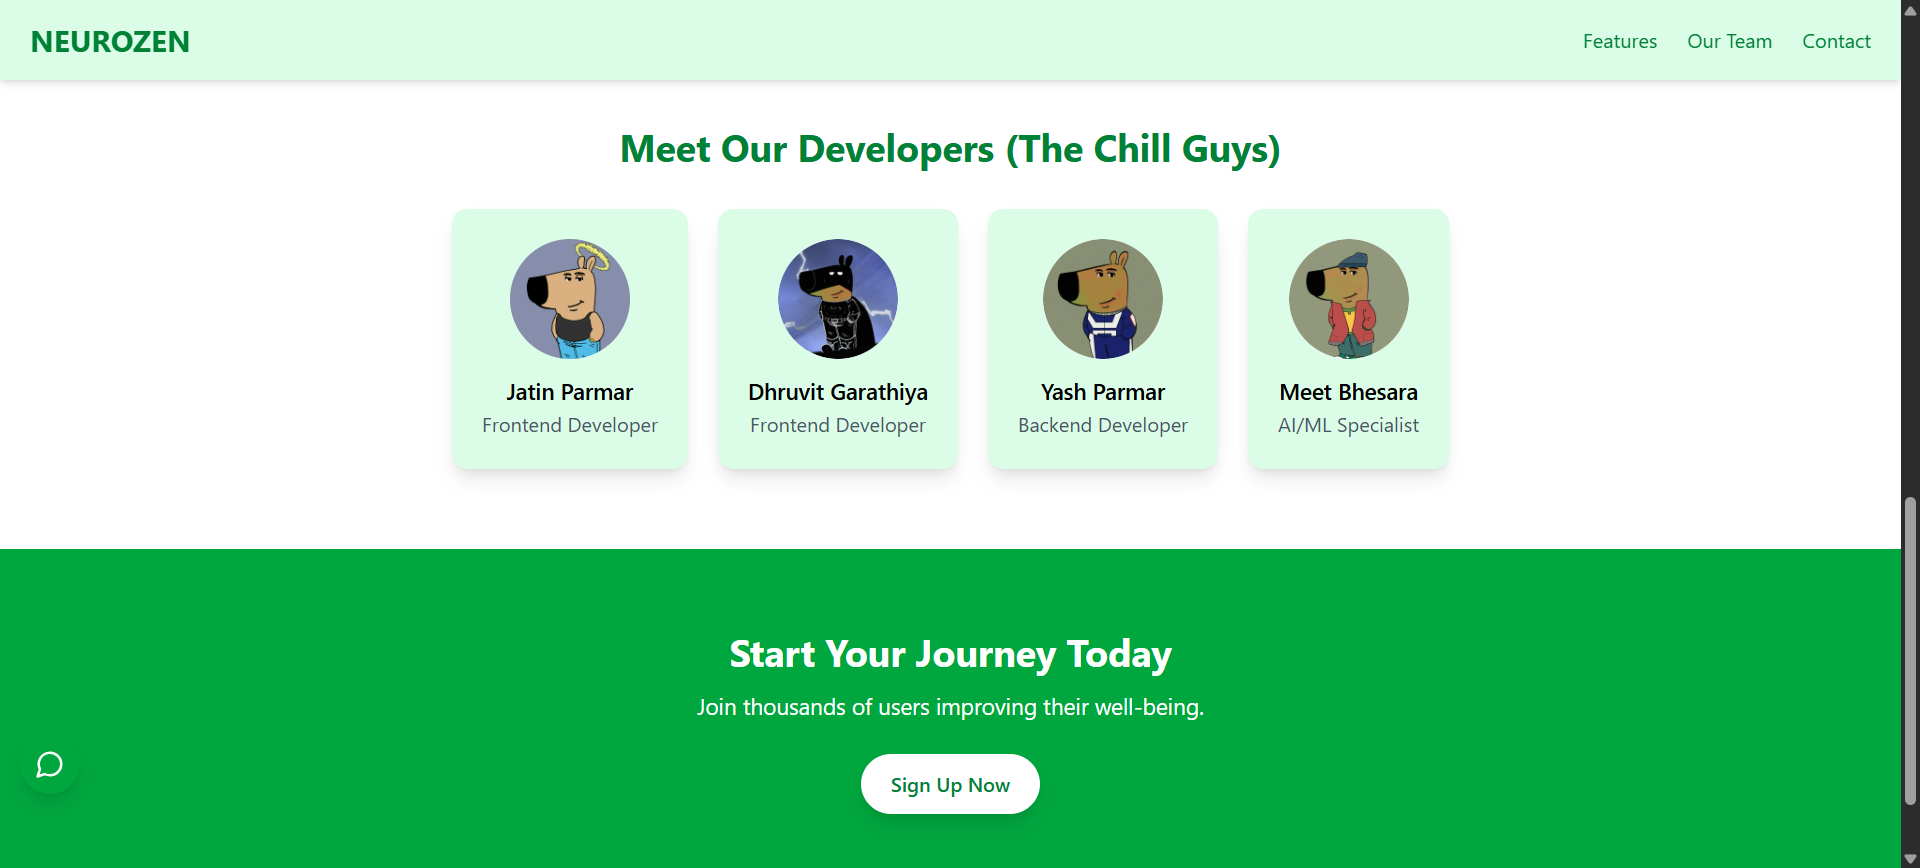 NEUROZEN
Features Our Team Contact
Meet Our Developers (The Chill Guys)
Jatin Parmar
Frontend Developer
Dhruvit Garathiya
Frontend Developer
Yash Parmar
Backend Developer
Meet Bhesara
AI/ML Specialist
Start Your Journey Today
Join thousands of users improving their well-being.
Sign Up Now